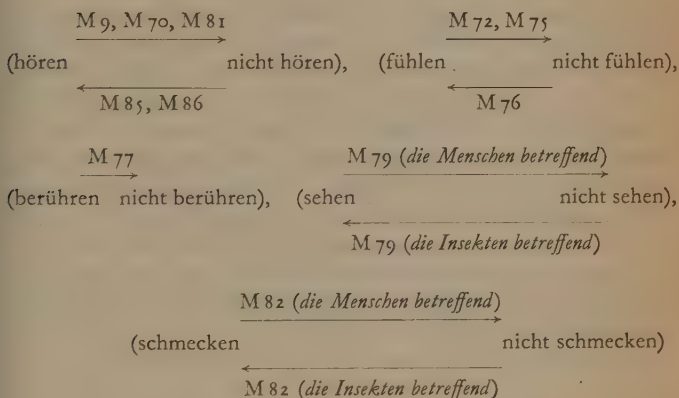 M 9, M 70, M 81 M 72, M 75
(hören nicht hören), (fühlen nicht fühlen),
M 85, M 86 M 76
M 77 M 79 (die Menschen betreffend)
(berühren nicht berühren), (sehen nicht sehen),
M 79 (die Insekten betreffend)
M 82 (die Menschen betreffend)
(schmecken nicht schmecken)
M 82 (die Insekten betreffend)